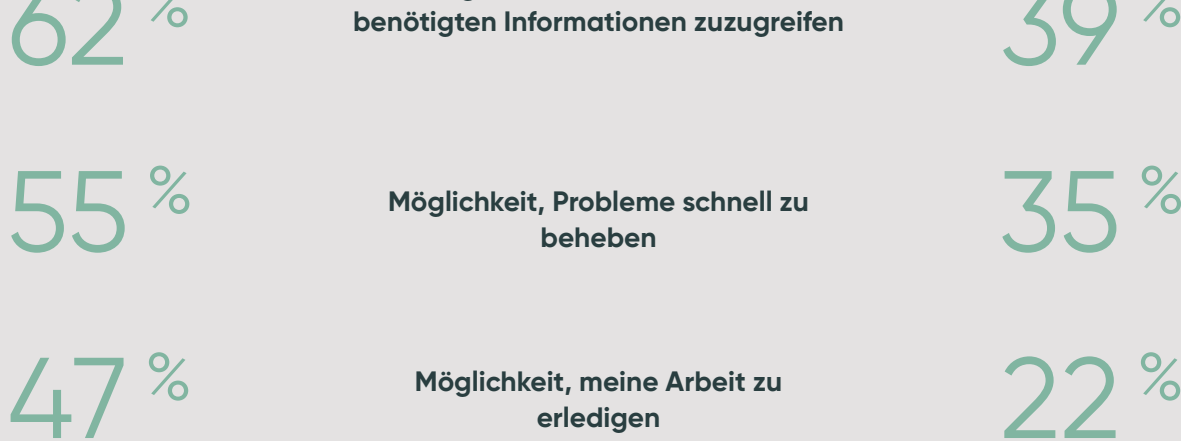 62 % benötigten Informationen zuzugreifen 39 %
55 % Möglichkeit, Probleme schnell zu 35 %
beheben
47 % Möglichkeit, meine Arbeit zu 22 %
erledigen